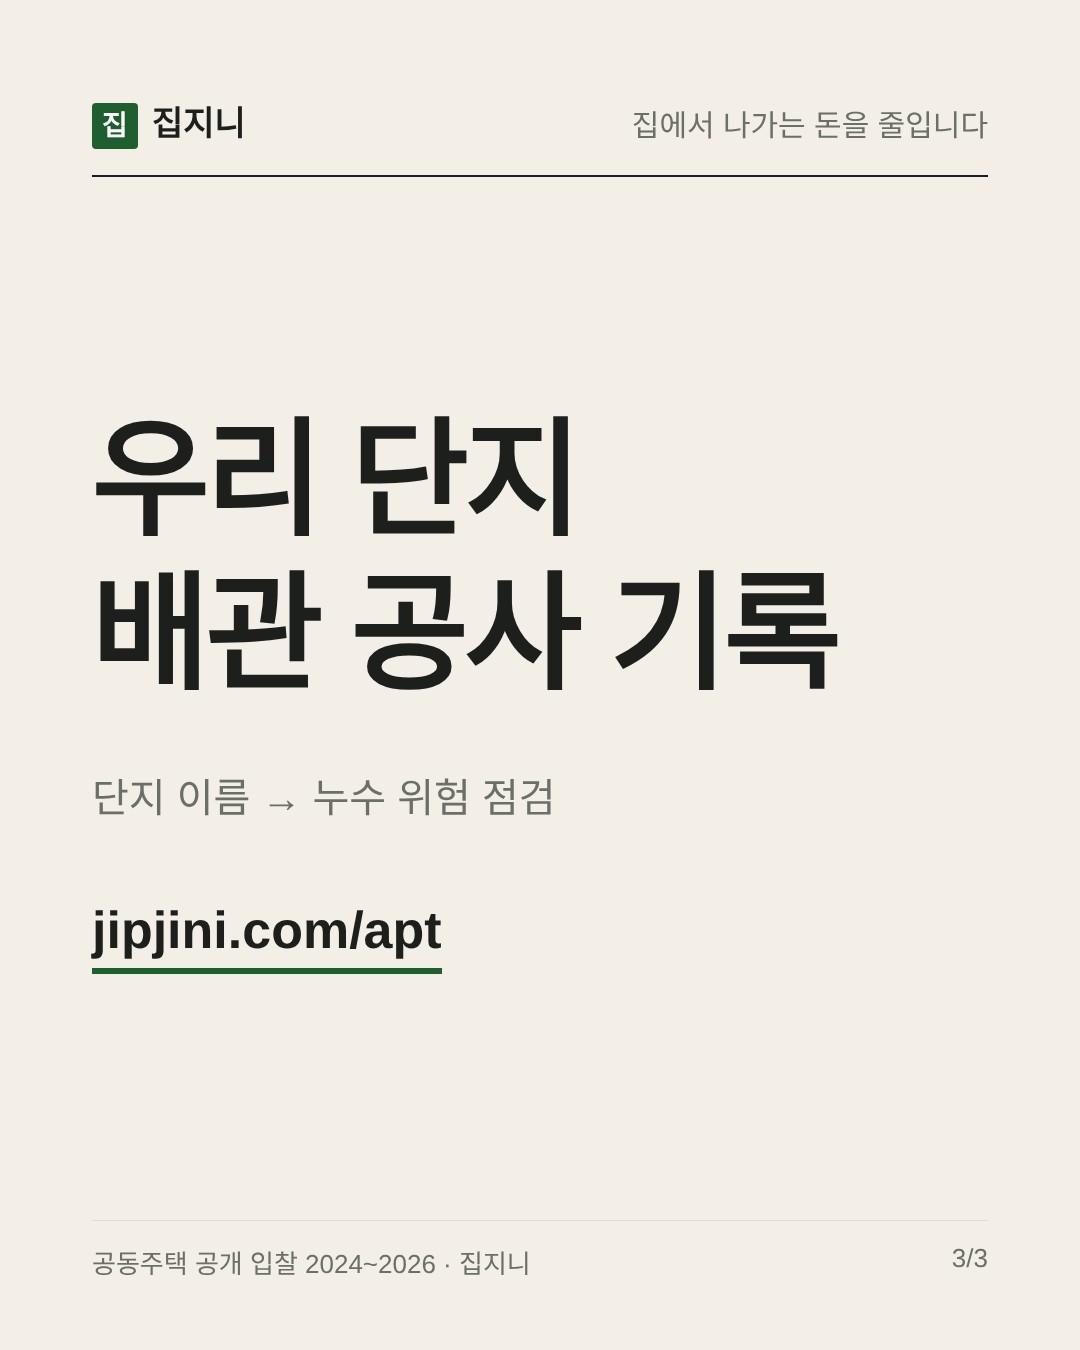 집 집지니
집에서 나가는 돈을 줄입니다
우리 단지
배관 공사 기록
단지 이름 → 누수 위험 점검
jipjini.com/apt
공동주택 공개 입찰 2024~2026 · 집지니
3/3